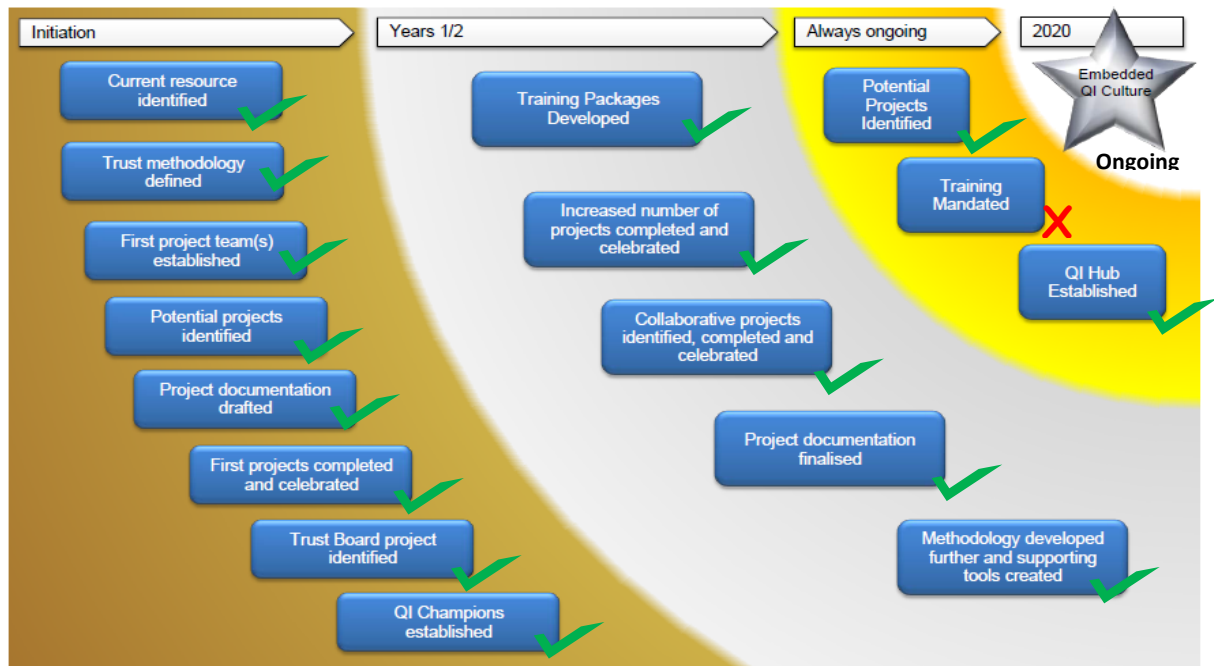 Initiation
Years 1/2
Always ongoing
2020
Current resource
identified
Trust methodology
defined
First project team(s)
established
Potential projects
identified
Project documentation
drafted
First projects completed
and celebrated
Trust Board project
identified
QI Champions
established
Training Packages
Developed
Increased number of
projects completed and
celebrated
Collaborative projects
identified, completed and
celebrated
Project documentation
finalised
Methodology developed
further and supporting
tools created
Potential
Projects
Identified
Training
Mandated
QI Hub
Established
Embedded
QI Culture
Ongoing